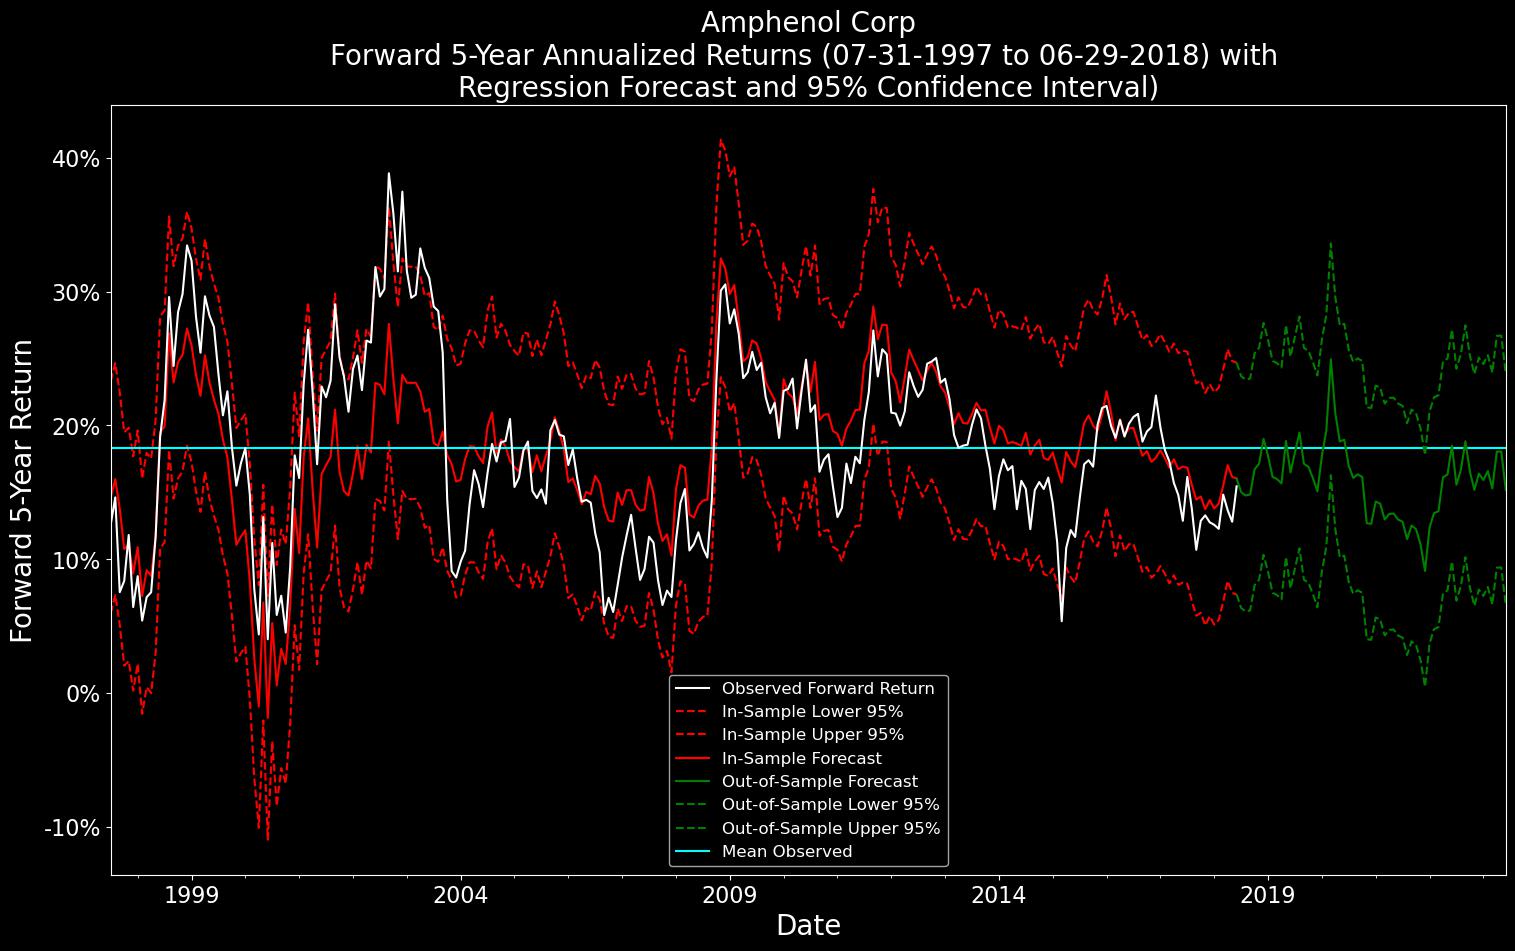 Amphenol Corp
Forward 5-Year Annualized Returns (07-31-1997 to 06-29-2018) with
Regression Forecast and 95% Confidence Interval)
Forward 5-Year Return
40%
30%
20%
10%
0%
-10%
Observed Forward Return
In-Sample Lower 95%
In-Sample Upper 95%
In-Sample Forecast
Out-of-Sample Forecast
Out-of-Sample Lower 95%
Out-of-Sample Upper 95%
Mean Observed
1999 2004 2009 2014 2019
Date